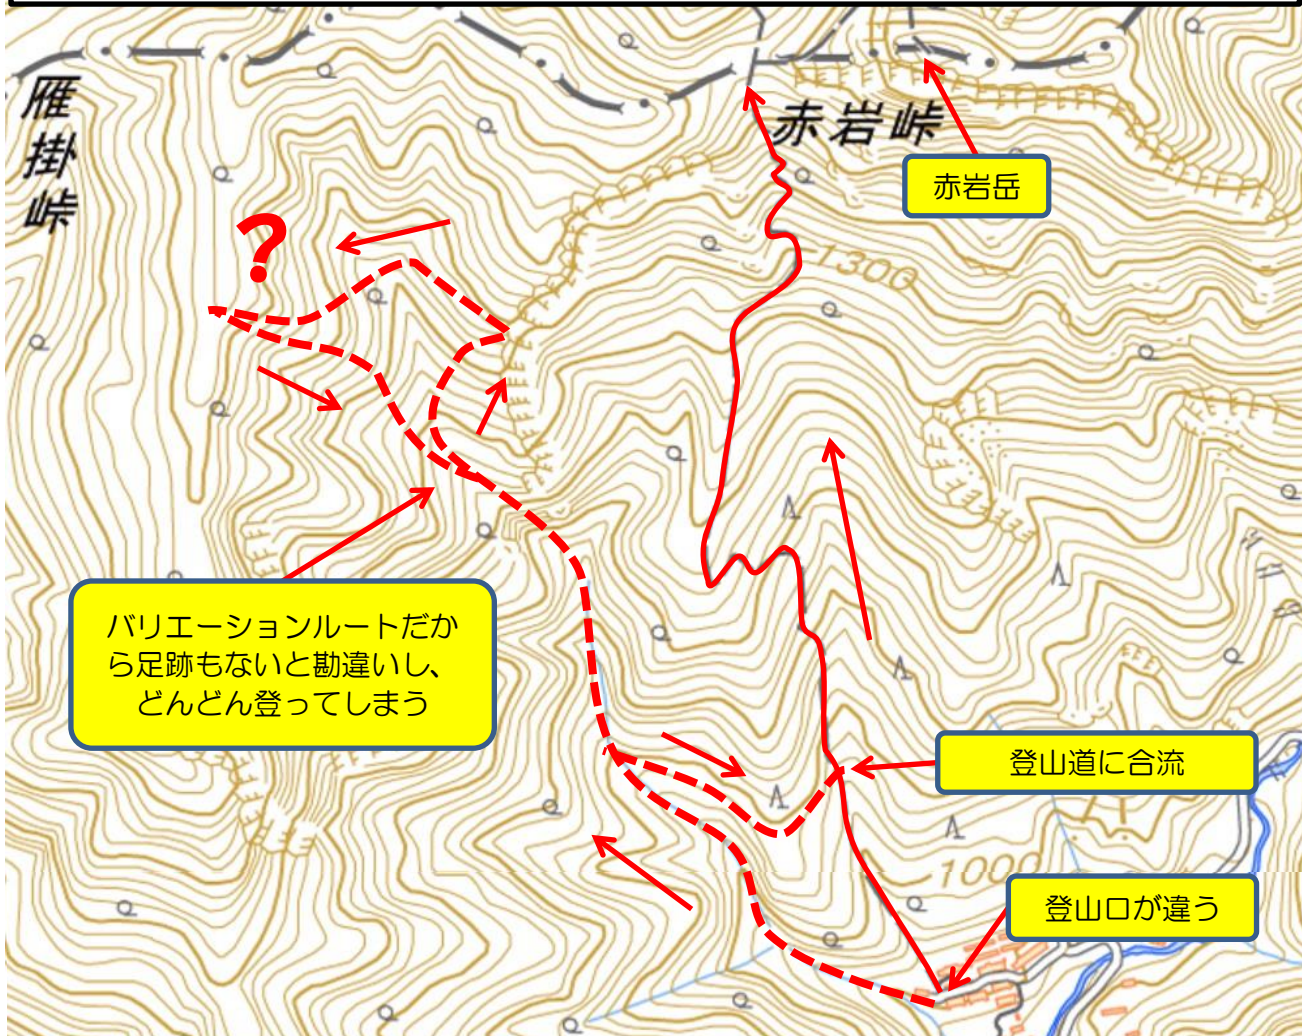 雁掛峠
赤岩峠
赤岩岳
?
1300
バリエーションルートだか
ら足跡もないと勘違いし、
どんどん登ってしまう
登山道に合流
1000
登山口が違う